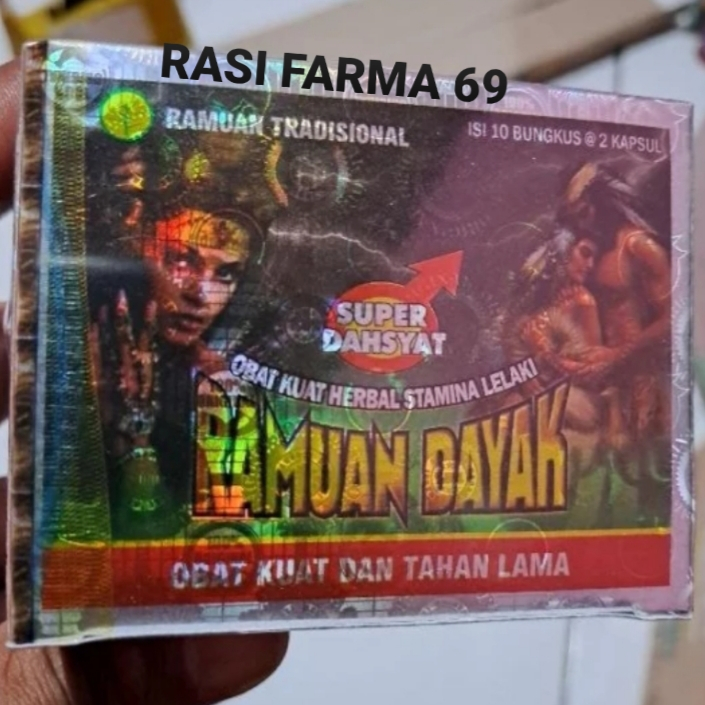 RASI FARMA 69
RAMUAN TRADISIONAL
ISI 10 BUNGKUS @ 2 KAPSUL
SUPER
DAHSYAT
OBAT KUAT HERBAL STAMINA LELAKI
RAMUAN DAYAK
OBAT KUAT DAN TAHAN LAMA